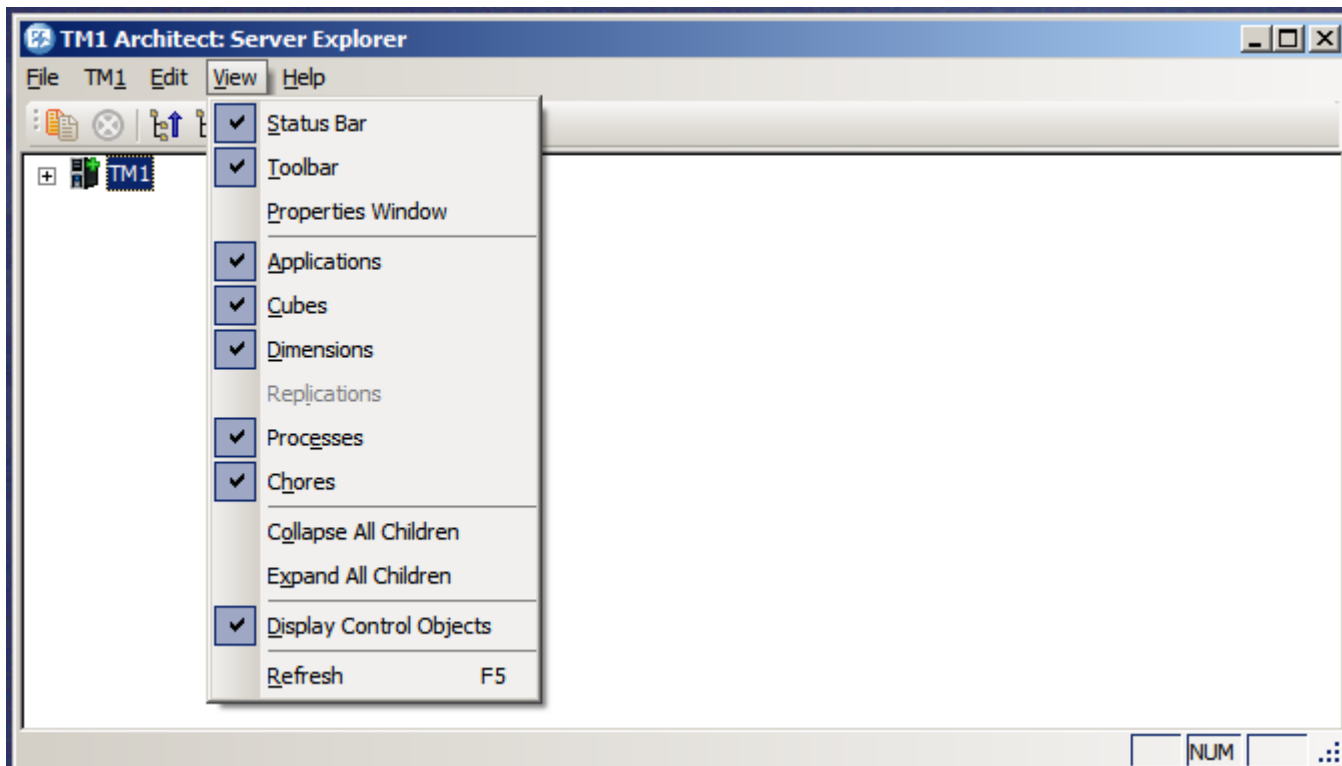 TM1 Architect: Server Explorer
File TM1 Edit View Help
Status Bar
Toolbar
TM1
Properties Window
Applications
Cubes
Dimensions
Replications
Processes
Chores
Collapse All Children
Expand All Children
Display Control Objects
Refresh F5
NUM